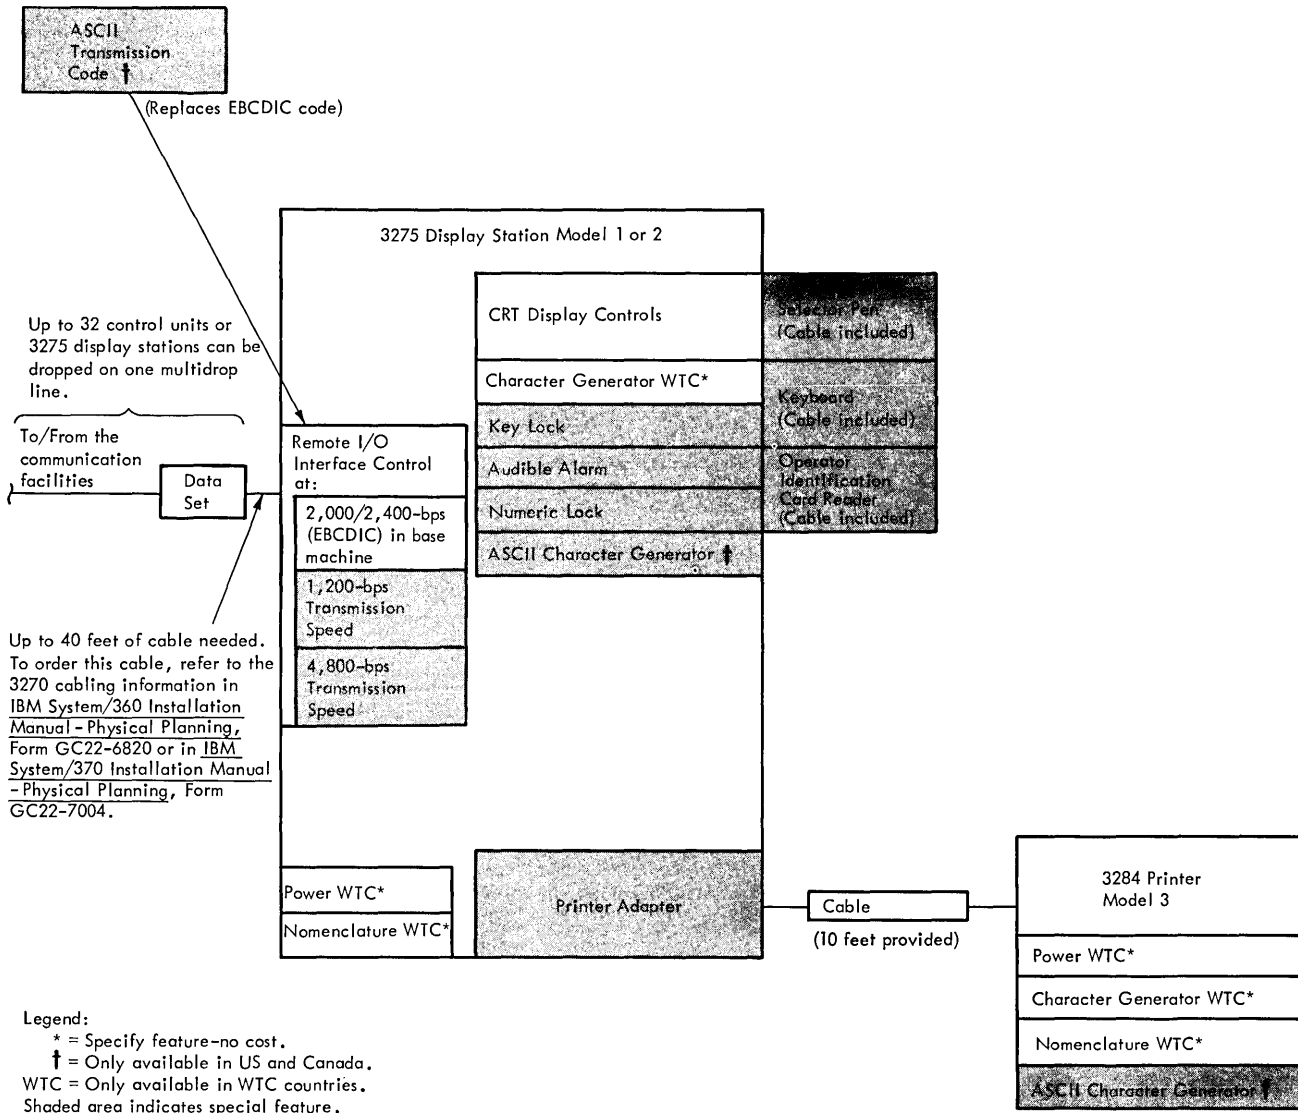 ASCII
Transmission
Code †
(Replaces EBCDIC code)
3275 Display Station Model 1 or 2
CRT Display Controls
Selector Pen
(Cable included)
Character Generator WTC*
Keyboard
(Cable included)
Key Lock
Audible Alarm
Operator
Identification
Card Reader
(Cable included)
Numeric Lock
ASCII Character Generator †
Up to 32 control units or
3275 display stations can be
dropped on one multidrop
line.
To/From the
communication
facilities
Data
Set
Remote I/O
Interface Control
at:
2,000/2,400-bps
(EBCDIC) in base
machine
1,200-bps
Transmission
Speed
4,800-bps
Transmission
Speed
Up to 40 feet of cable needed.
To order this cable, refer to the
3270 cabling information in
IBM System/360 Installation
Manual-Physical Planning,
Form GC22-6820 or in IBM
System/370 Installation Manual
-Physical Planning, Form
GC22-7004.
Power WTC*
Nomenclature WTC*
Printer Adapter
Cable
(10 feet provided)
3284 Printer
Model 3
Power WTC*
Character Generator WTC*
Nomenclature WTC*
ASCII Character Generator †
Legend:
* = Specify feature-no cost.
† = Only available in US and Canada.
WTC = Only available in WTC countries.
Shaded area indicates special feature.